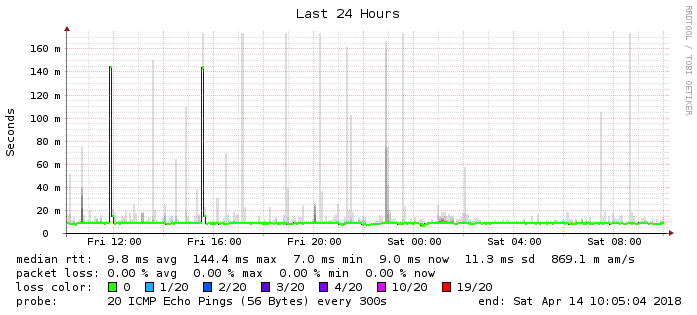 Last 24 Hours
RRDTOOL / TOBI OETIKER
Seconds
160 m
140 m
120 m
100 m
80 m
60 m
40 m
20 m
0
Fri 12:00 Fri 16:00 Fri 20:00 Sat 00:00 Sat 04:00 Sat 08:00
median rtt: 9.8 ms avg 144.4 ms max 7.0 ms min 9.0 ms now 11.3 ms sd 869.1 m am/s
packet loss: 0.00 % avg 0.00 % max 0.00 % min 0.00 % now
loss color: 0 1/20 2/20 3/20 4/20 10/20 19/20
probe: 20 ICMP Echo Pings (56 Bytes) every 300s end: Sat Apr 14 10:05:04 2018